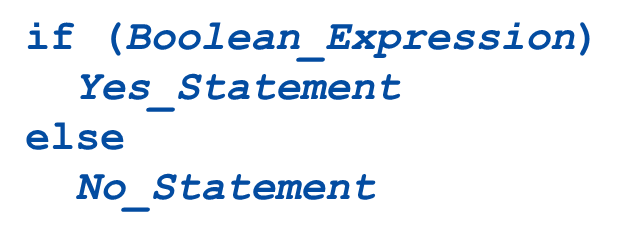 if (Boolean_Expression)
Yes_Statement
else
No_Statement